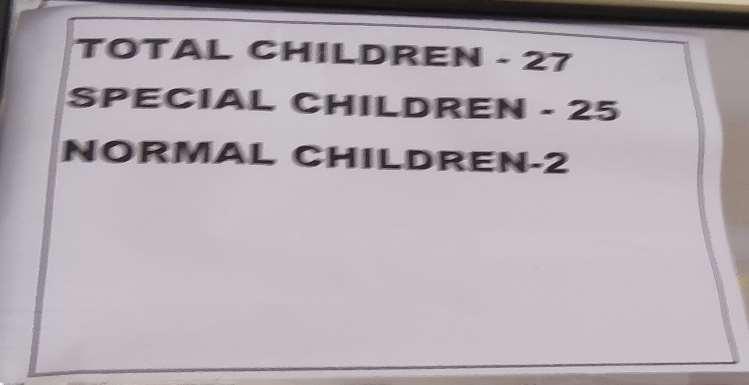 TOTAL CHILDREN - 27
SPECIAL CHILDREN - 25
NORMAL CHILDREN-2